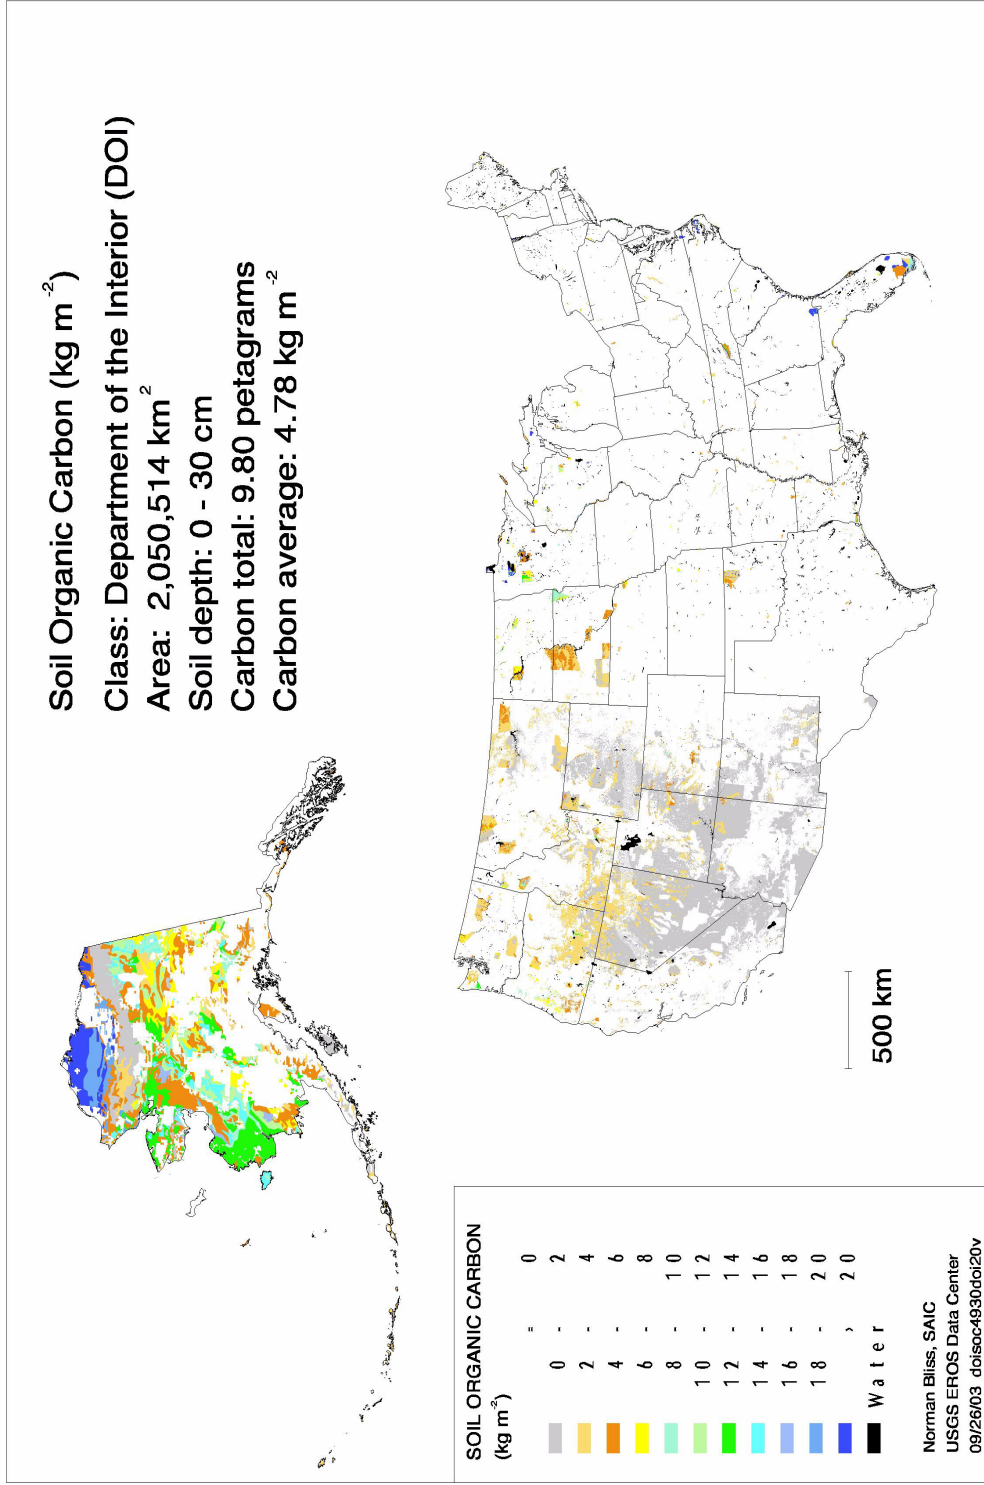 Soil Organic Carbon (kg m-2)
Class: Department of the Interior (DOI)
Area: 2,050,514 km2
Soil depth: 0 - 30 cm
Carbon total: 9.80 petagrams
Carbon average: 4.78 kg m-2
500 km
SOIL ORGANIC CARBON
(kg m-2)
= 0
0 - 2
2 - 4
4 - 6
6 - 8
8 - 10
10 - 12
12 - 14
14 - 16
16 - 18
18 - 20
> 20
Water
Norman Bliss, SAIC
USGS EROS Data Center
09/26/03 doisoc4930doi20v